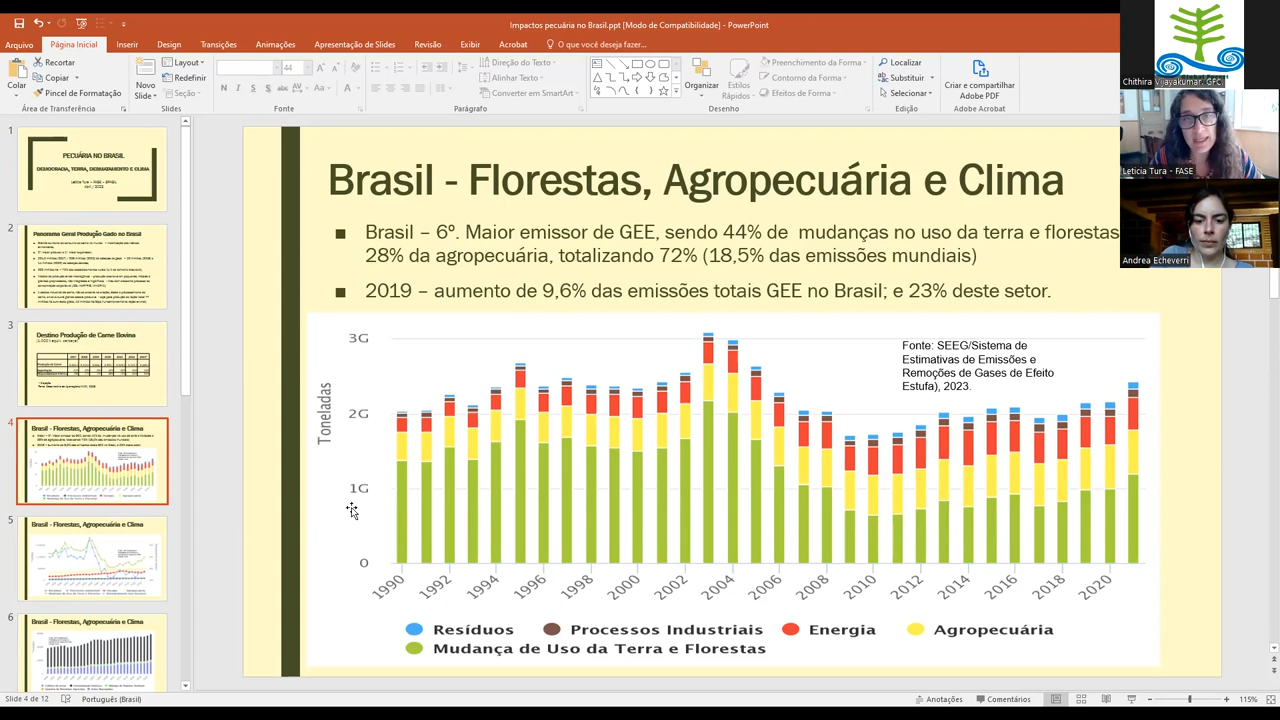 Impactos pecuária no Brasil.ppt [Modo de Compatibilidade] - PowerPoint
Arquivo Página Inicial Inserir Design Transições Animações Apresentação de Slides Revisão Exibir Acrobat O que você deseja fazer...
Colar
Recortar
Copiar
Pincel de Formatação
Área de Transferência
Novo Slide
Layout
Redefinir
Seção
Slides
44
N I S S abc Aa A
Fonte
Direção do Texto
Alinhar Texto
Converter em SmartArt
Parágrafo
Organizar
Estilos Rápidos
Preenchimento da Forma
Contorno da Forma
Efeitos de Forma
Desenho
Localizar
Substituir
Selecionar
Edição
Criar e compartilhar Adobe PDF
Adobe Acrobat
Chithira Vijayakumar, GFC
Leticia Tura - FASE
Andrea Echeverri
1
PECUÁRIA NO BRASIL
DEMOCRACIA, TERRA, DESMATAMENTO E CLIMA
Leticia Tura – FASE – BRASIL
2
Panorama Geral Produção Gado no Brasil
3
Destino Produção de Carne Bovina
4
Brasil - Florestas, Agropecuária e Clima
5
Brasil - Florestas, Agropecuária e Clima
6
Brasil - Florestas, Agropecuária e Clima
Brasil - Florestas, Agropecuária e Clima
■ Brasil – 6º. Maior emissor de GEE, sendo 44% de mudanças no uso da terra e florestas
28% da agropecuária, totalizando 72% (18,5% das emissões mundiais)
■ 2019 – aumento de 9,6% das emissões totais GEE no Brasil; e 23% deste setor.
Fonte: SEEG/Sistema de
Estimativas de Emissões e
Remoções de Gases de Efeito
Estufa), 2023.
Toneladas
3G
2G
1G
0
1990 1992 1994 1996 1998 2000 2002 2004 2006 2008 2010 2012 2014 2016 2018 2020
Resíduos Processos Industriais Energia Agropecuária
Mudança de Uso da Terra e Florestas
Slide 4 de 12 Português (Brasil) Anotações Comentários 115%